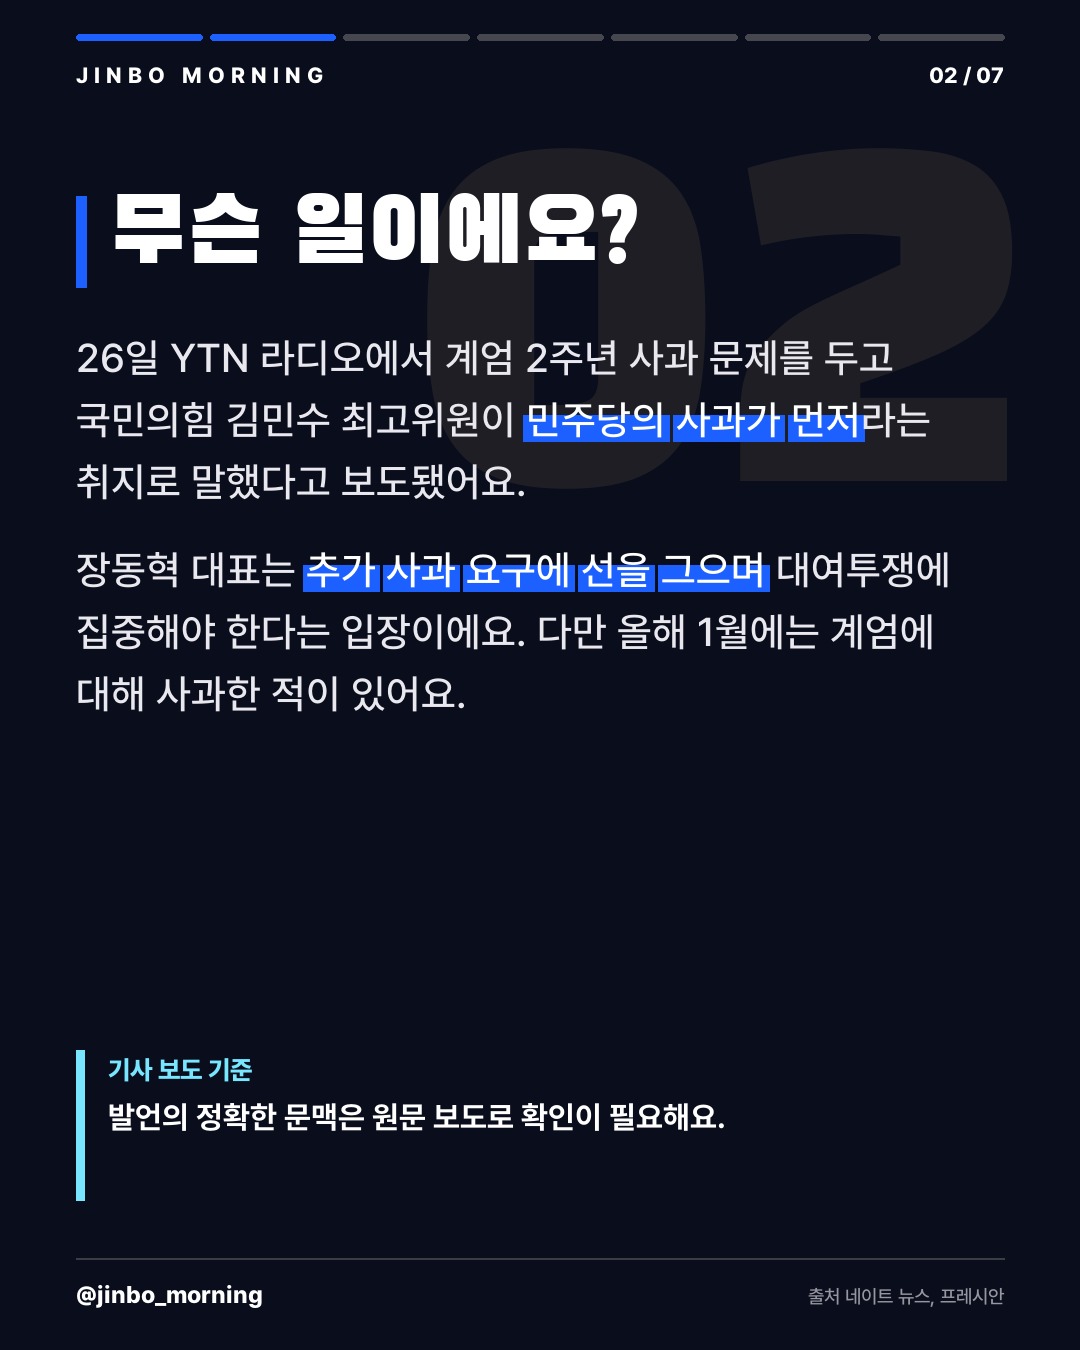 JINBO MORNING
02 / 07
02
무슨 일이에요?
26일 YTN 라디오에서 계엄 2주년 사과 문제를 두고
국민의힘 김민수 최고위원이 민주당의 사과가 먼저라는
취지로 말했다고 보도됐어요.
장동혁 대표는 추가 사과 요구에 선을 그으며 대여투쟁에
집중해야 한다는 입장이에요. 다만 올해 1월에는 계엄에
대해 사과한 적이 있어요.
기사 보도 기준
발언의 정확한 문맥은 원문 보도로 확인이 필요해요.
@jinbo_morning
출처 네이트 뉴스, 프레시안